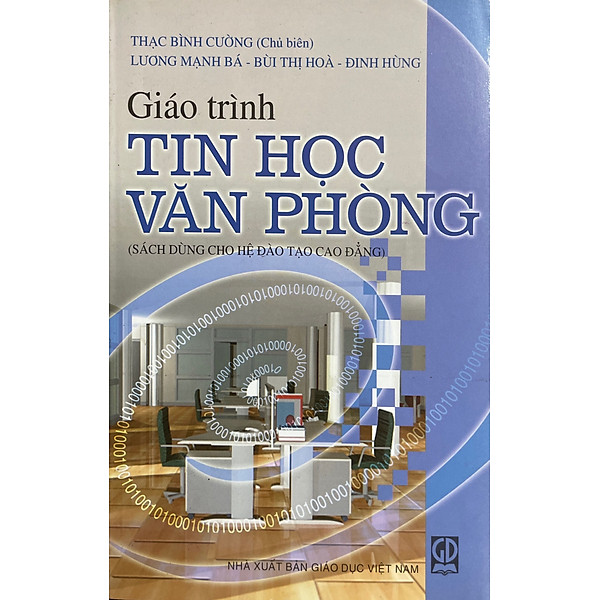 THẠC BÌNH CƯỜNG (Chủ biên)
LƯƠNG MẠNH BÁ - BÙI THỊ HOÀ - ĐINH HÙNG
Giáo trình
TIN HỌC
VĂN PHÒNG
(SÁCH DÙNG CHO HỆ ĐÀO TẠO CAO ĐẲNG)
NHÀ XUẤT BẢN GIÁO DỤC VIỆT NAM
GD